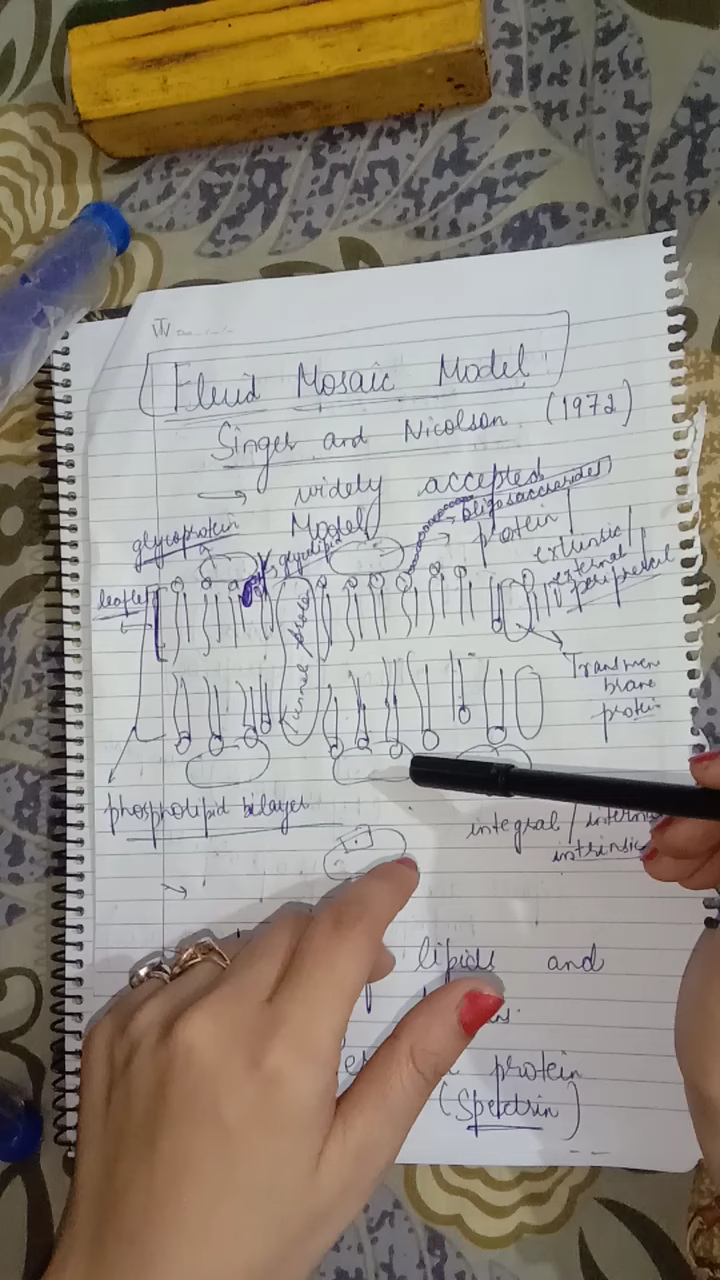 Fluid Mosaic Model
Singer and Nicolson (1972)
→ widely accepted
Model
oligosaccharides
glycoprotein
glycolipid
protein
extrinsic
external
peripheral
leaflet
Tunnel protein
Transmem
brane
protein
phospholipid bilayer
integral / internal
intrinsic
lipids and
protein
(Spectrin)